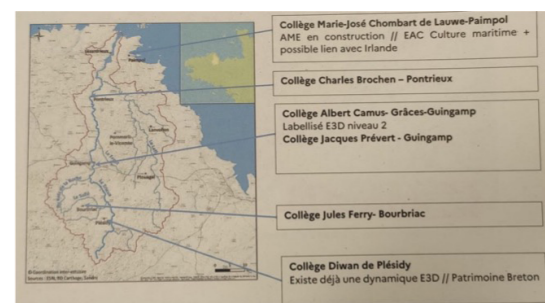 Collège Marie-José Chombart de Lauwe-Paimpol
AME en construction // EAC Culture maritime +
possible lien avec Irlande
Collège Charles Brochen – Pontrieux
Collège Albert Camus- Grâces-Guingamp
Labellisé E3D niveau 2
Collège Jacques Prévert - Guingamp
Collège Jules Ferry- Bourbriac
Collège Diwan de Plésidy
Existe déjà une dynamique E3D // Patrimoine Breton